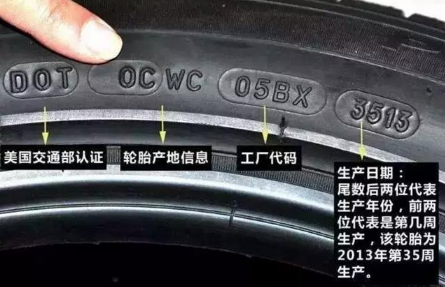 DOT 0CWC 05BX 3513
美国交通部认证
轮胎产地信息
工厂代码
生产日期：
尾数后两位代表
生产年份，前两
位代表是第几周
生产，该轮胎为
2013年第35周
生产。